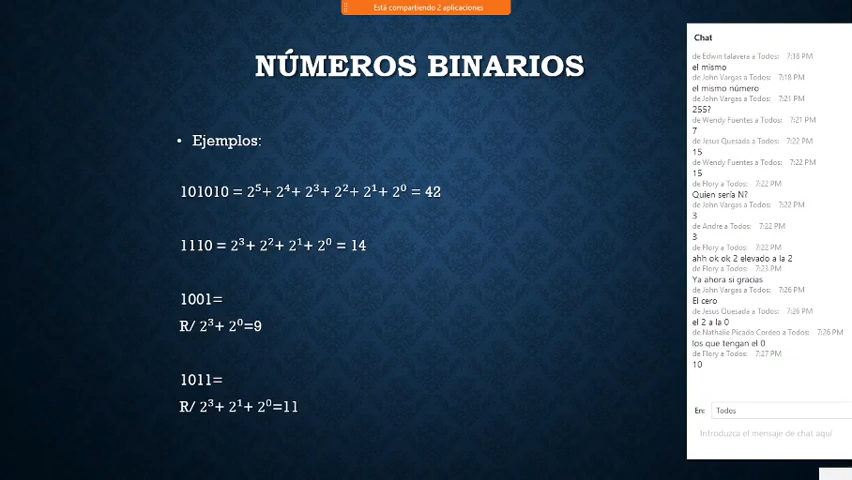 Está compartiendo 2 aplicaciones
NÚMEROS BINARIOS
• Ejemplos:
101010 = 2⁵+ 2⁴+ 2³+ 2²+ 2¹+ 2⁰ = 42
1110 = 2³+ 2²+ 2¹+ 2⁰ = 14
1001=
R/ 2³+ 2⁰=9
1011=
R/ 2³+ 2¹+ 2⁰=11
Chat
de Edwin talavera a Todos: 7:18 PM
el mismo
de John Vargas a Todos: 7:18 PM
el mismo número
de John Vargas a Todos: 7:21 PM
255?
de Wendy Fuentes a Todos: 7:21 PM
7
de Jesus Quesada a Todos: 7:22 PM
15
de Wendy Fuentes a Todos: 7:22 PM
15
de Flory a Todos: 7:22 PM
Quien sería N?
de John Vargas a Todos: 7:22 PM
3
de Andre a Todos: 7:22 PM
3
de Flory a Todos: 7:22 PM
ahh ok ok 2 elevado a la 2
de Flory a Todos: 7:23 PM
Ya ahora si gracias
de John Vargas a Todos: 7:26 PM
El cero
de Jesus Quesada a Todos: 7:26 PM
el 2 a la 0
de Nathalie Picado Cordeo a Todos: 7:26 PM
los que tengan el 0
de Flory a Todos: 7:27 PM
10
En: Todos
Introduzca el mensaje de chat aquí